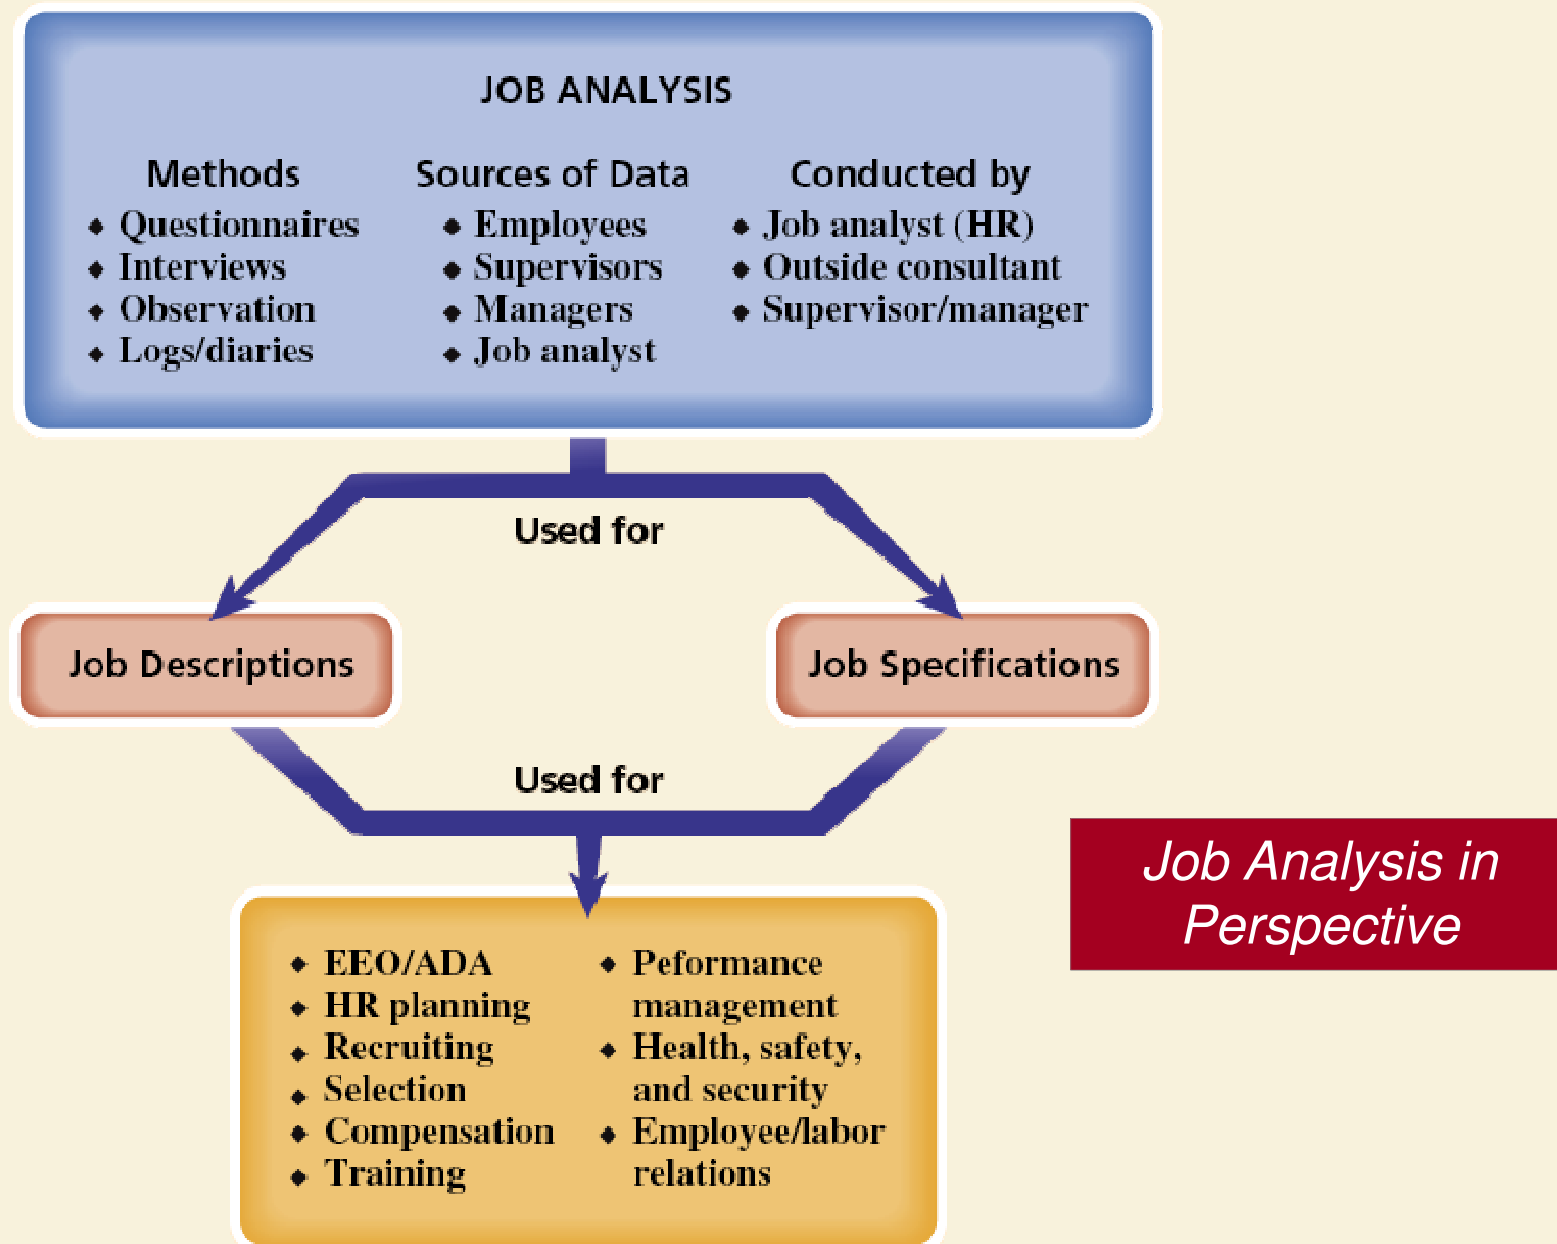 JOB ANALYSIS
Methods
◆ Questionnaires
◆ Interviews
◆ Observation
◆ Logs/diaries
Sources of Data
◆ Employees
◆ Supervisors
◆ Managers
◆ Job analyst
Conducted by
◆ Job analyst (HR)
◆ Outside consultant
◆ Supervisor/manager
Used for
Job Descriptions
Job Specifications
Used for
◆ EEO/ADA
◆ HR planning
◆ Recruiting
◆ Selection
◆ Compensation
◆ Training
◆ Peformance
management
◆ Health, safety,
and security
◆ Employee/labor
relations
Job Analysis in
Perspective